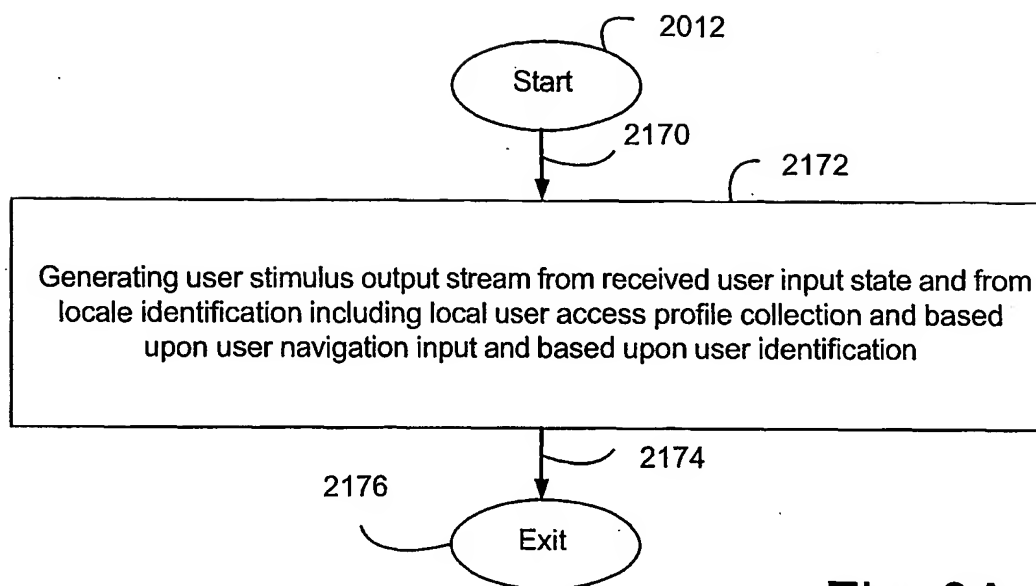 2012
Start
2170
2172
Generating user stimulus output stream from received user input state and from
locale identification including local user access profile collection and based
upon user navigation input and based upon user identification
2174
2176
Exit